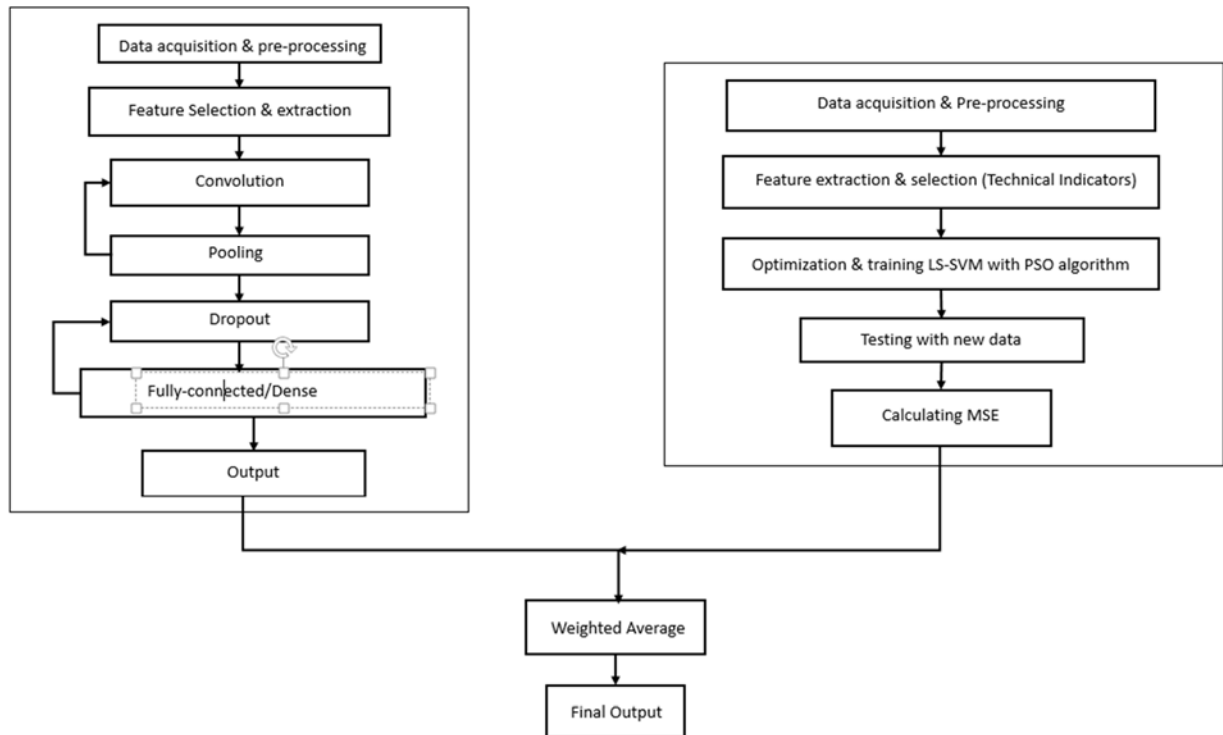 Data acquisition & pre-processing
Feature Selection & extraction
Convolution
Pooling
Dropout
Fully-connected/Dense
Output
Data acquisition & Pre-processing
Feature extraction & selection (Technical Indicators)
Optimization & training LS-SVM with PSO algorithm
Testing with new data
Calculating MSE
Weighted Average
Final Output